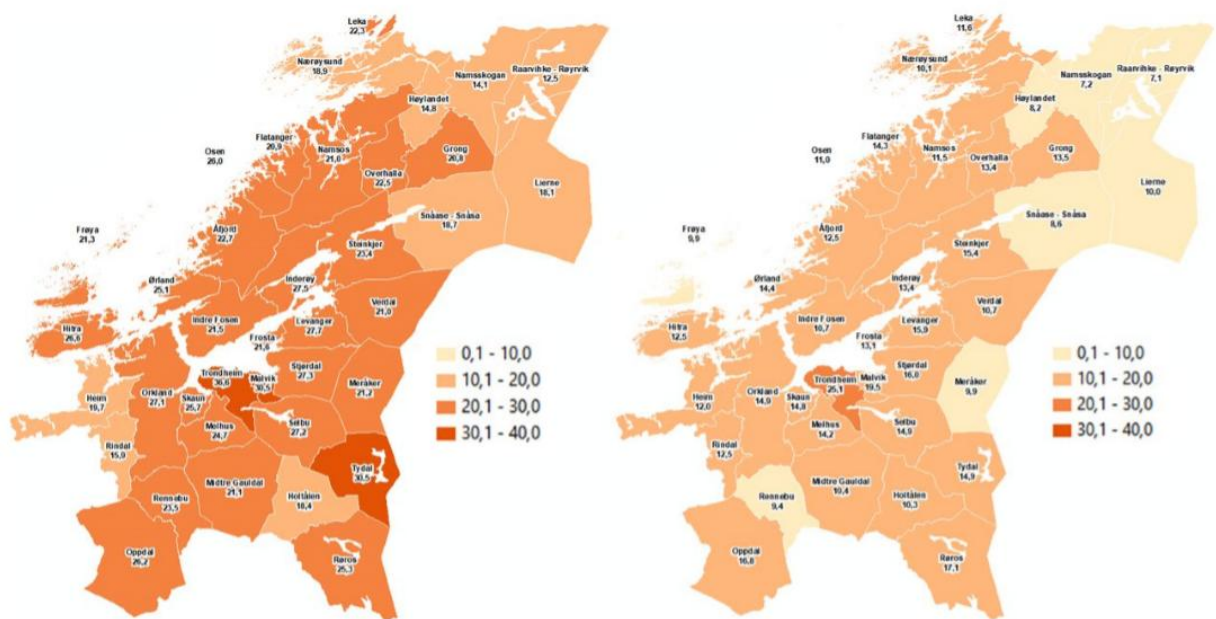 Leka
22,3
Nærøysund
18,9
Namsskogan
14,1
Raarvihke - Røyrvik
12,5
Høylandet
14,8
Flatanger
20,9
Namsos
21,0
Grong
20,8
Osen
26,0
Overhalla
22,5
Lierne
18,1
Snåase - Snåsa
18,7
Frøya
21,3
Åfjord
22,7
Steinkjer
23,4
Ørland
25,1
Inderøy
27,5
Verdal
21,0
Hitra
26,6
Indre Fosen
21,5
Levanger
27,7
Frosta
21,6
Stjørdal
27,3
Trondheim
36,6
Malvik
30,5
Meråker
21,2
Heim
19,7
Orkland
27,1
Skaun
25,7
Melhus
24,7
Selbu
27,2
Rindal
15,0
Tydal
30,5
Midtre Gauldal
21,1
Rennebu
23,5
Holtålen
18,4
Oppdal
26,2
Røros
25,3
0,1 - 10,0
10,1 - 20,0
20,1 - 30,0
30,1 - 40,0
Leka
11,6
Nærøysund
10,1
Namsskogan
7,2
Raarvihke - Røyrvik
7,1
Høylandet
8,2
Flatanger
14,3
Namsos
11,5
Grong
13,5
Osen
11,0
Overhalla
13,4
Lierne
10,0
Snåase - Snåsa
8,6
Frøya
9,9
Åfjord
12,5
Steinkjer
15,4
Ørland
14,4
Inderøy
13,4
Verdal
10,7
Hitra
12,5
Indre Fosen
10,7
Levanger
15,9
Frosta
13,1
Stjørdal
16,8
Trondheim
25,1
Malvik
19,5
Meråker
9,9
Heim
12,0
Orkland
14,9
Skaun
14,8
Melhus
14,2
Selbu
14,9
Rindal
12,5
Tydal
14,9
Midtre Gauldal
10,4
Rennebu
9,4
Holtålen
10,3
Oppdal
16,8
Røros
17,1
0,1 - 10,0
10,1 - 20,0
20,1 - 30,0
30,1 - 40,0